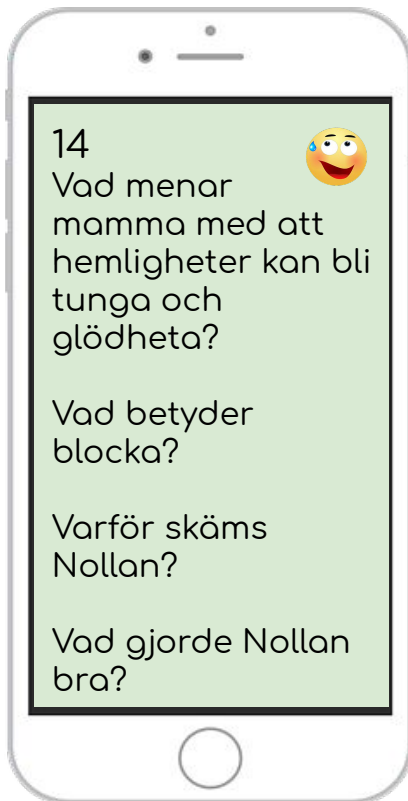 14
Vad menar
mamma med att
hemligheter kan bli
tunga och
glödheta?
Vad betyder
blocka?
Varför skäms
Nollan?
Vad gjorde Nollan
bra?